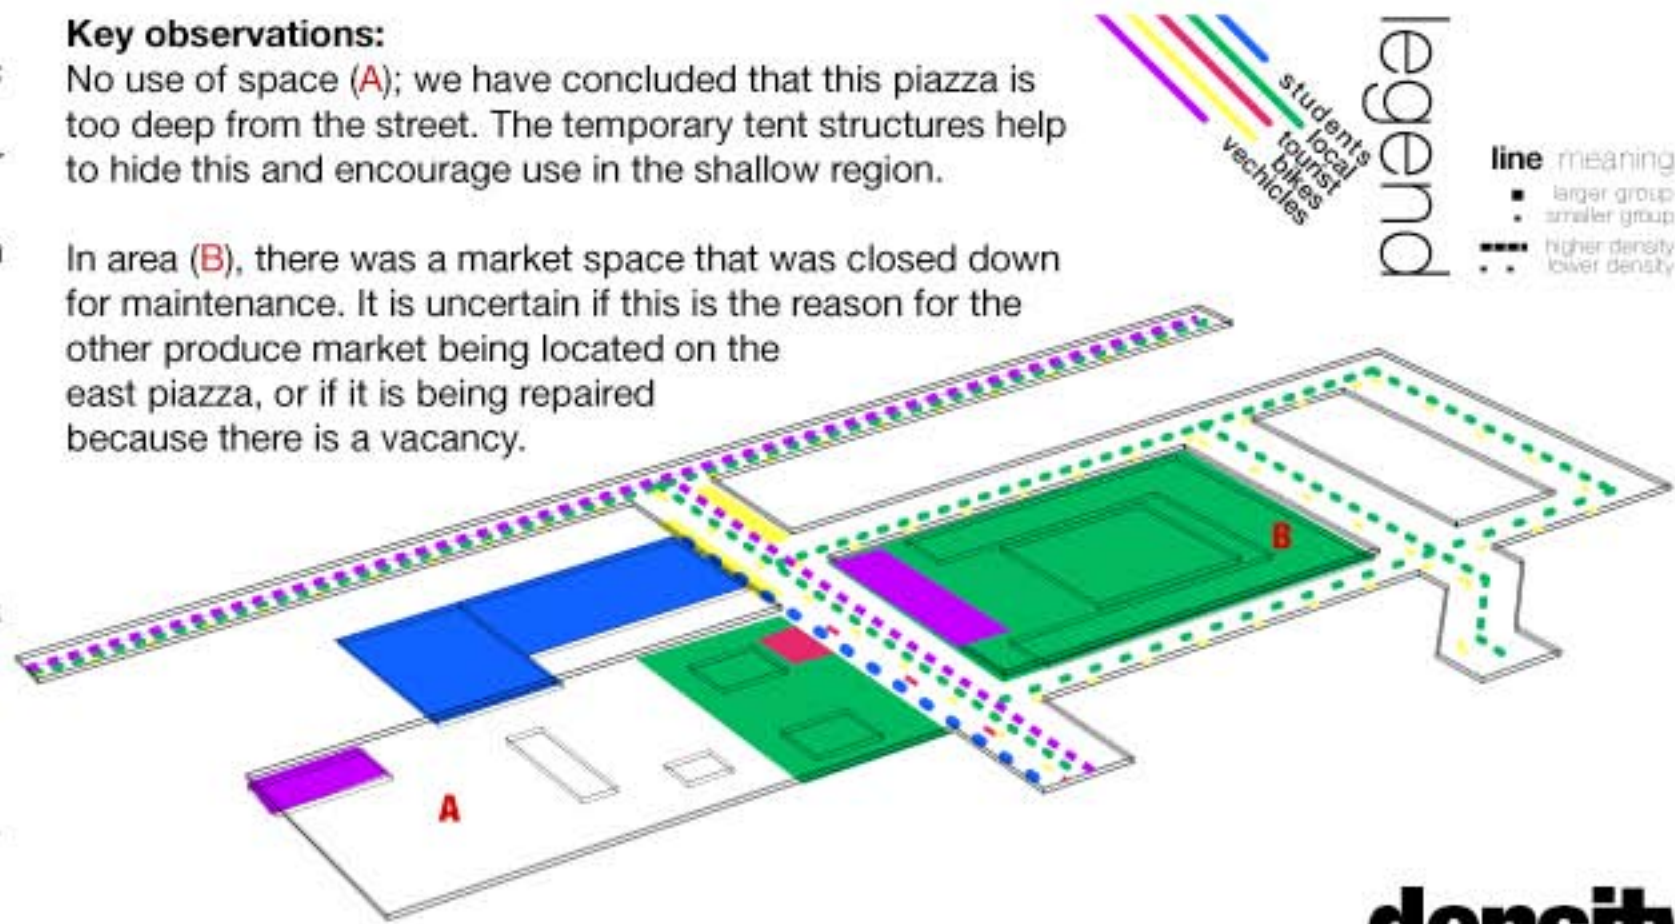 Key observations:
No use of space (A); we have concluded that this piazza is
too deep from the street. The temporary tent structures help
to hide this and encourage use in the shallow region.
In area (B), there was a market space that was closed down
for maintenance. It is uncertain if this is the reason for the
other produce market being located on the
east piazza, or if it is being repaired
because there is a vacancy.
students
local
tourist
bikes
vechicles
legend
line meaning
larger group
smaller group
higher density
lower density
B
A